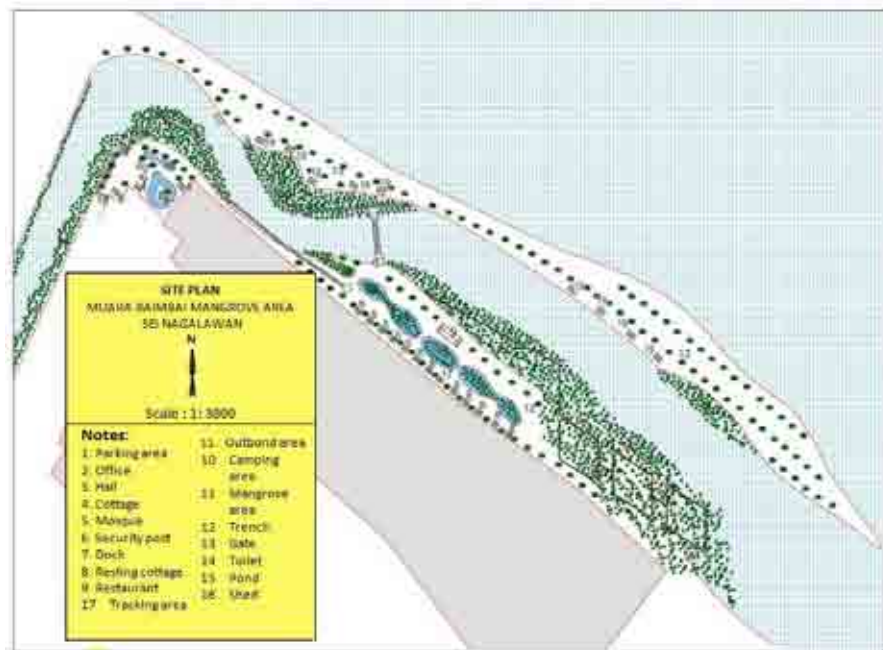 SITE PLAN
MUARA BAIMBAI MANGROVE AREA
SEI NAGALAWAN
N
Scale : 1: 3000
Notes:
1. Parking area
2. Office
3. Hall
4. Cottage
5. Mosque
6. Security post
7. Dock
8. Resting cottage
9. Restaurant
17 Tracking area
11. Outbond area
10 Camping
area
11 Mangrove
area
12 Trench
13 Gate
14 Toilet
15 Pond
16